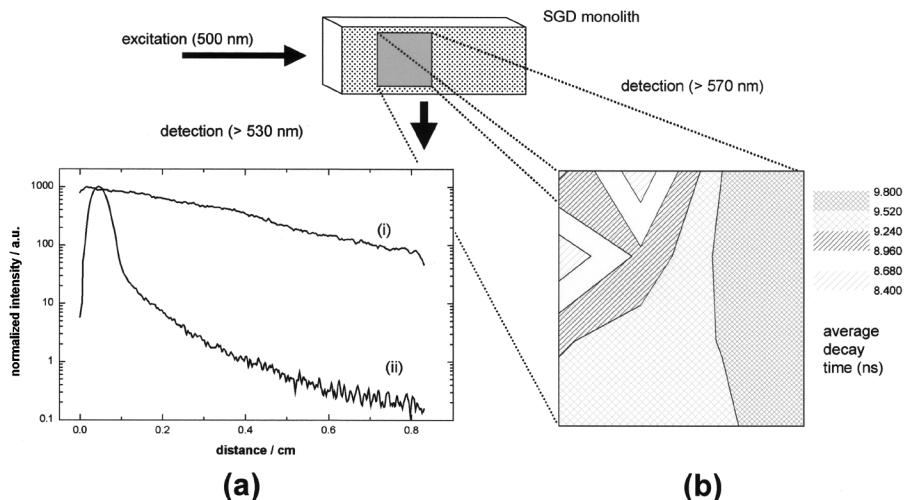 SGD monolith
excitation (500 nm)
detection (> 570 nm)
detection (> 530 nm)
1000
100
10
1
0.1
normalized intensity / a.u.
(i)
(ii)
0.0
0.2
0.4
0.6
0.8
distance / cm
9.800
9.520
9.240
8.960
8.680
8.400
average
decay
time (ns)
(a)
(b)